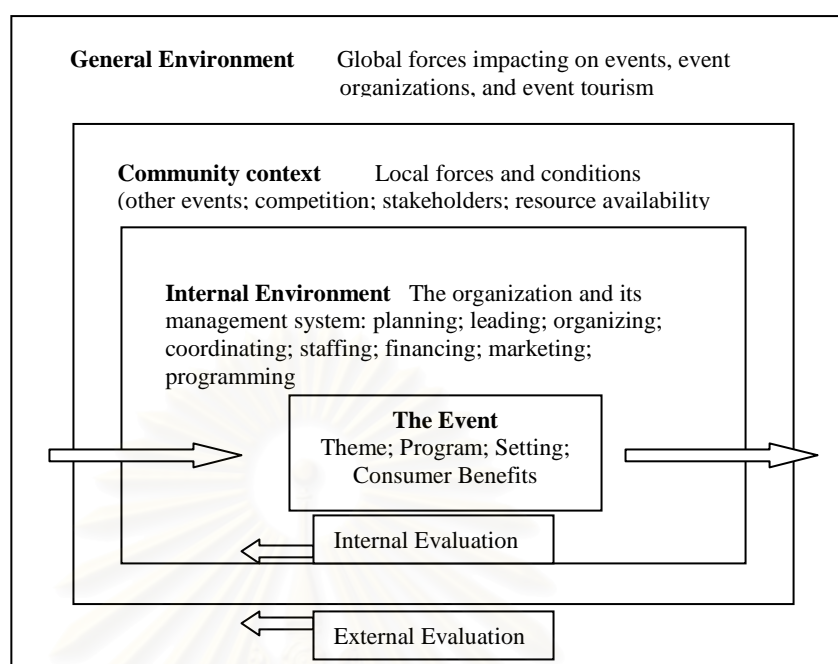 General Environment Global forces impacting on events, event
organizations, and event tourism
Community context Local forces and conditions
(other events; competition; stakeholders; resource availability
Internal Environment The organization and its
management system: planning; leading; organizing;
coordinating; staffing; financing; marketing;
programming
The Event
Theme; Program; Setting;
Consumer Benefits
Internal Evaluation
External Evaluation